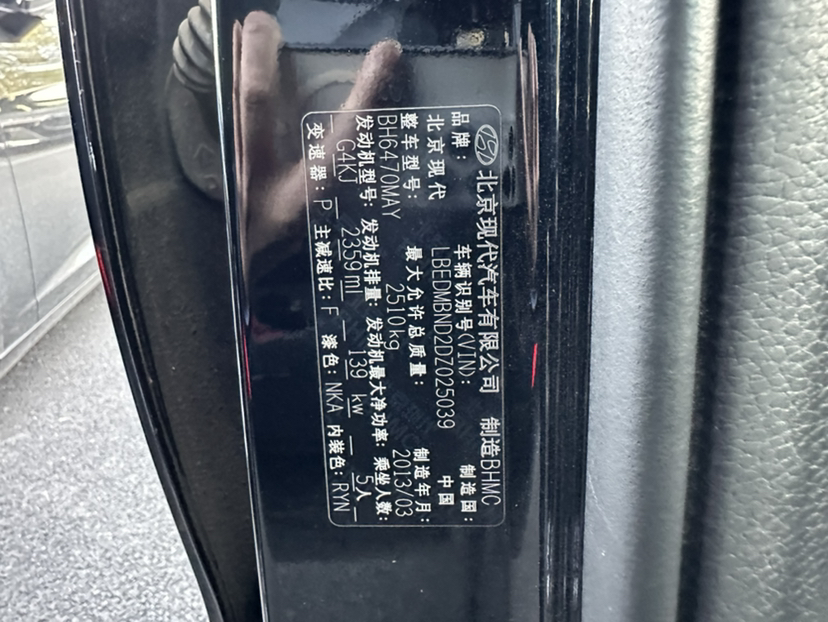 北京现代汽车有限公司 制造BHMC
品牌： 车辆识别号(VIN)： 制造国：
北京现代 LBEDMBND2D7025039 中国
整车型号： 最大允许总质量： 制造年月：
BH6470MAY 2510kg 2013/03
发动机型号： 发动机排量： 发动机最大净功率： 乘坐人数：
G4KJ 2359ml 139 kw 5人
变速器：P 主减速比：F 漆色：NKA 内装色：RYN